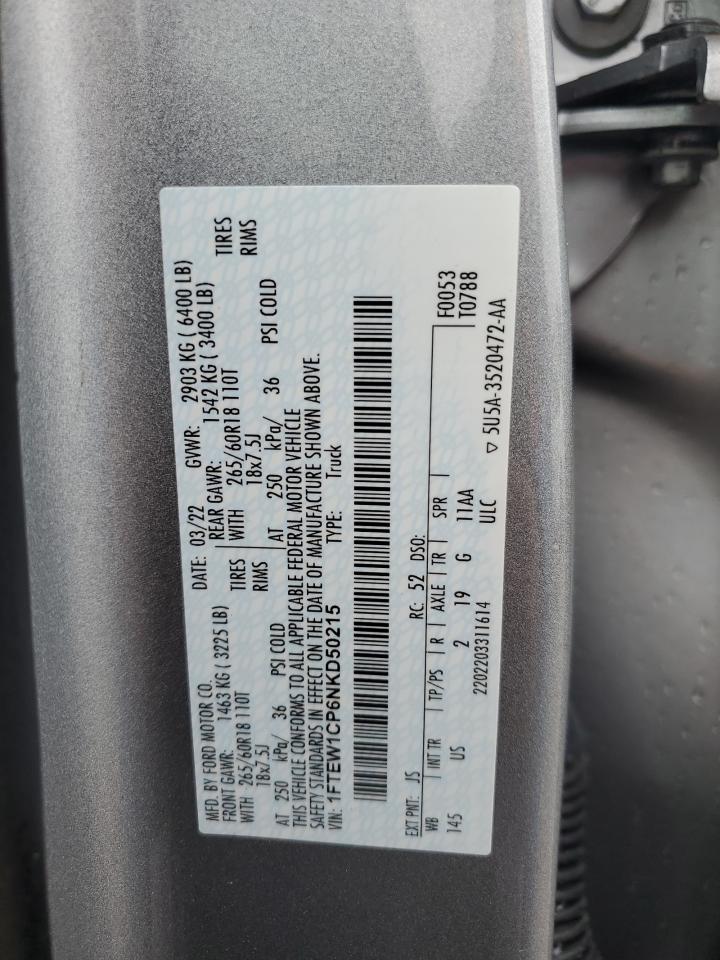 MFD. BY FORD MOTOR CO.
DATE: 03/22 GVWR: 2903 KG ( 6400 LB)
FRONT GAWR: 1463 KG ( 3225 LB) REAR GAWR: 1542 KG ( 3400 LB)
WITH 265/60R18 110T TIRES WITH 265/60R18 110T TIRES
18x7.5J RIMS 18x7.5J RIMS
AT 250 kPa/ 36 PSI COLD AT 250 kPa/ 36 PSI COLD
THIS VEHICLE CONFORMS TO ALL APPLICABLE FEDERAL MOTOR VEHICLE
SAFETY STANDARDS IN EFFECT ON THE DATE OF MANUFACTURE SHOWN ABOVE.
VIN: 1FTEW1CP6NKD50215 TYPE: Truck
F0053
T0788
EXT PNT: JS RC: 52 DSO:
WB INT TR TP/PS R AXLE TR SPR
145 US 2 19 G 11AA
2202203311614 ULC
▽ 5U5A-3520472-AA